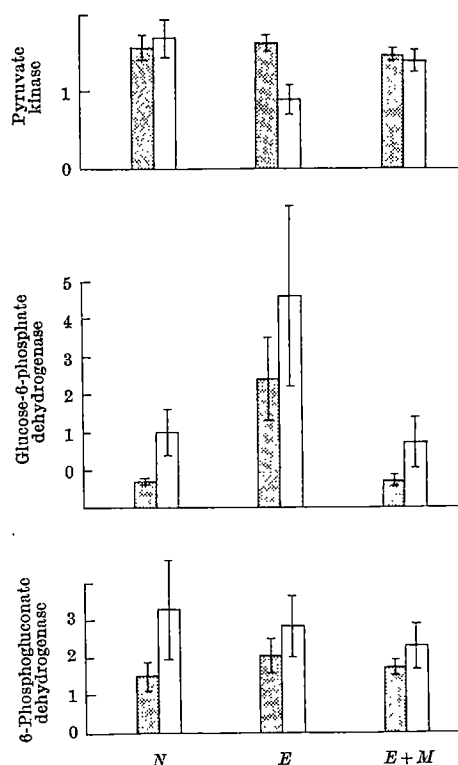 Pyruvate
kinase
1
0
Glucose-6-phosphate
dehydrogenase
5
4
3
2
1
0
6-Phosphogluconate
dehydrogenase
3
2
1
0
N E E + M